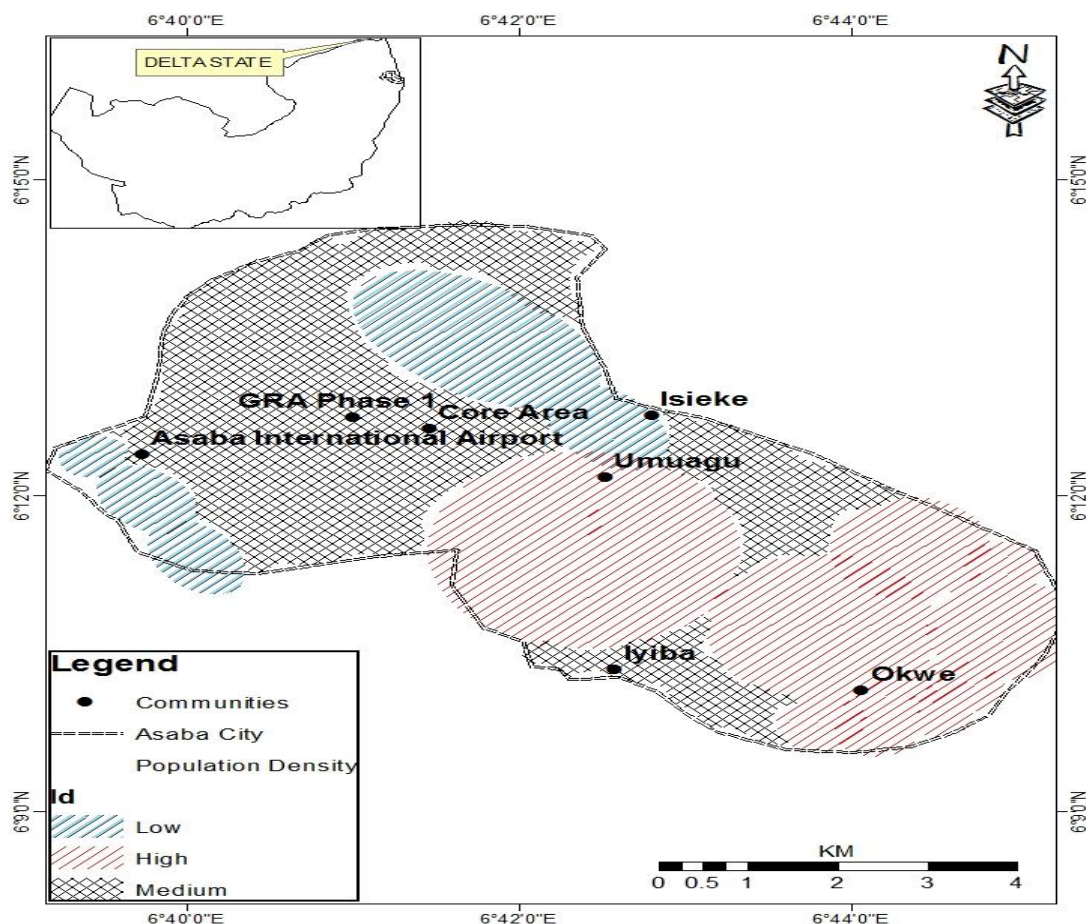 6°40'0"E 6°42'0"E 6°44'0"E
DELTA STATE
N
6°15'0"N 6°15'0"N
GRA Phase 1
Core Area
Isieke
Asaba International Airport
Umuagu
6°12'0"N 6°12'0"N
Iyiba
Okwe
Legend
Communities
Asaba City
Population Density
Id
Low
High
Medium
6°9'0"N 6°9'0"N
KM
0 0.5 1 2 3 4
6°40'0"E 6°42'0"E 6°44'0"E